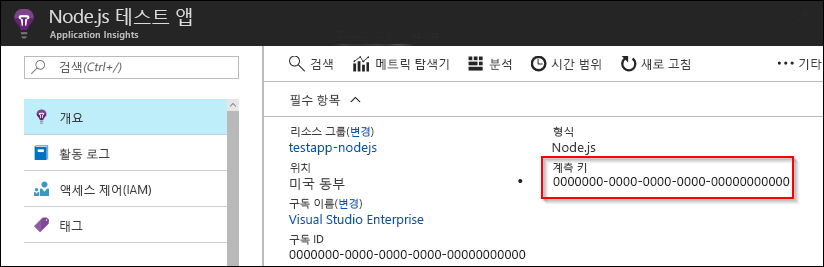 Node.js 테스트 앱
Application Insights
검색(Ctrl+/)
개요
활동 로그
액세스 제어(IAM)
태그
검색 메트릭 탐색기 분석 시간 범위 새로 고침 ••• 기타
필수 항목
리소스 그룹(변경)
testapp-nodejs
위치
미국 동부
구독 이름(변경)
Visual Studio Enterprise
구독 ID
0000000-0000-0000-0000-00000000000
형식
Node.js
계측 키
0000000-0000-0000-0000-00000000000